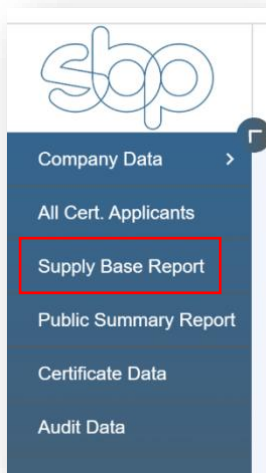 sbp
Company Data >
All Cert. Applicants
Supply Base Report
Public Summary Report
Certificate Data
Audit Data